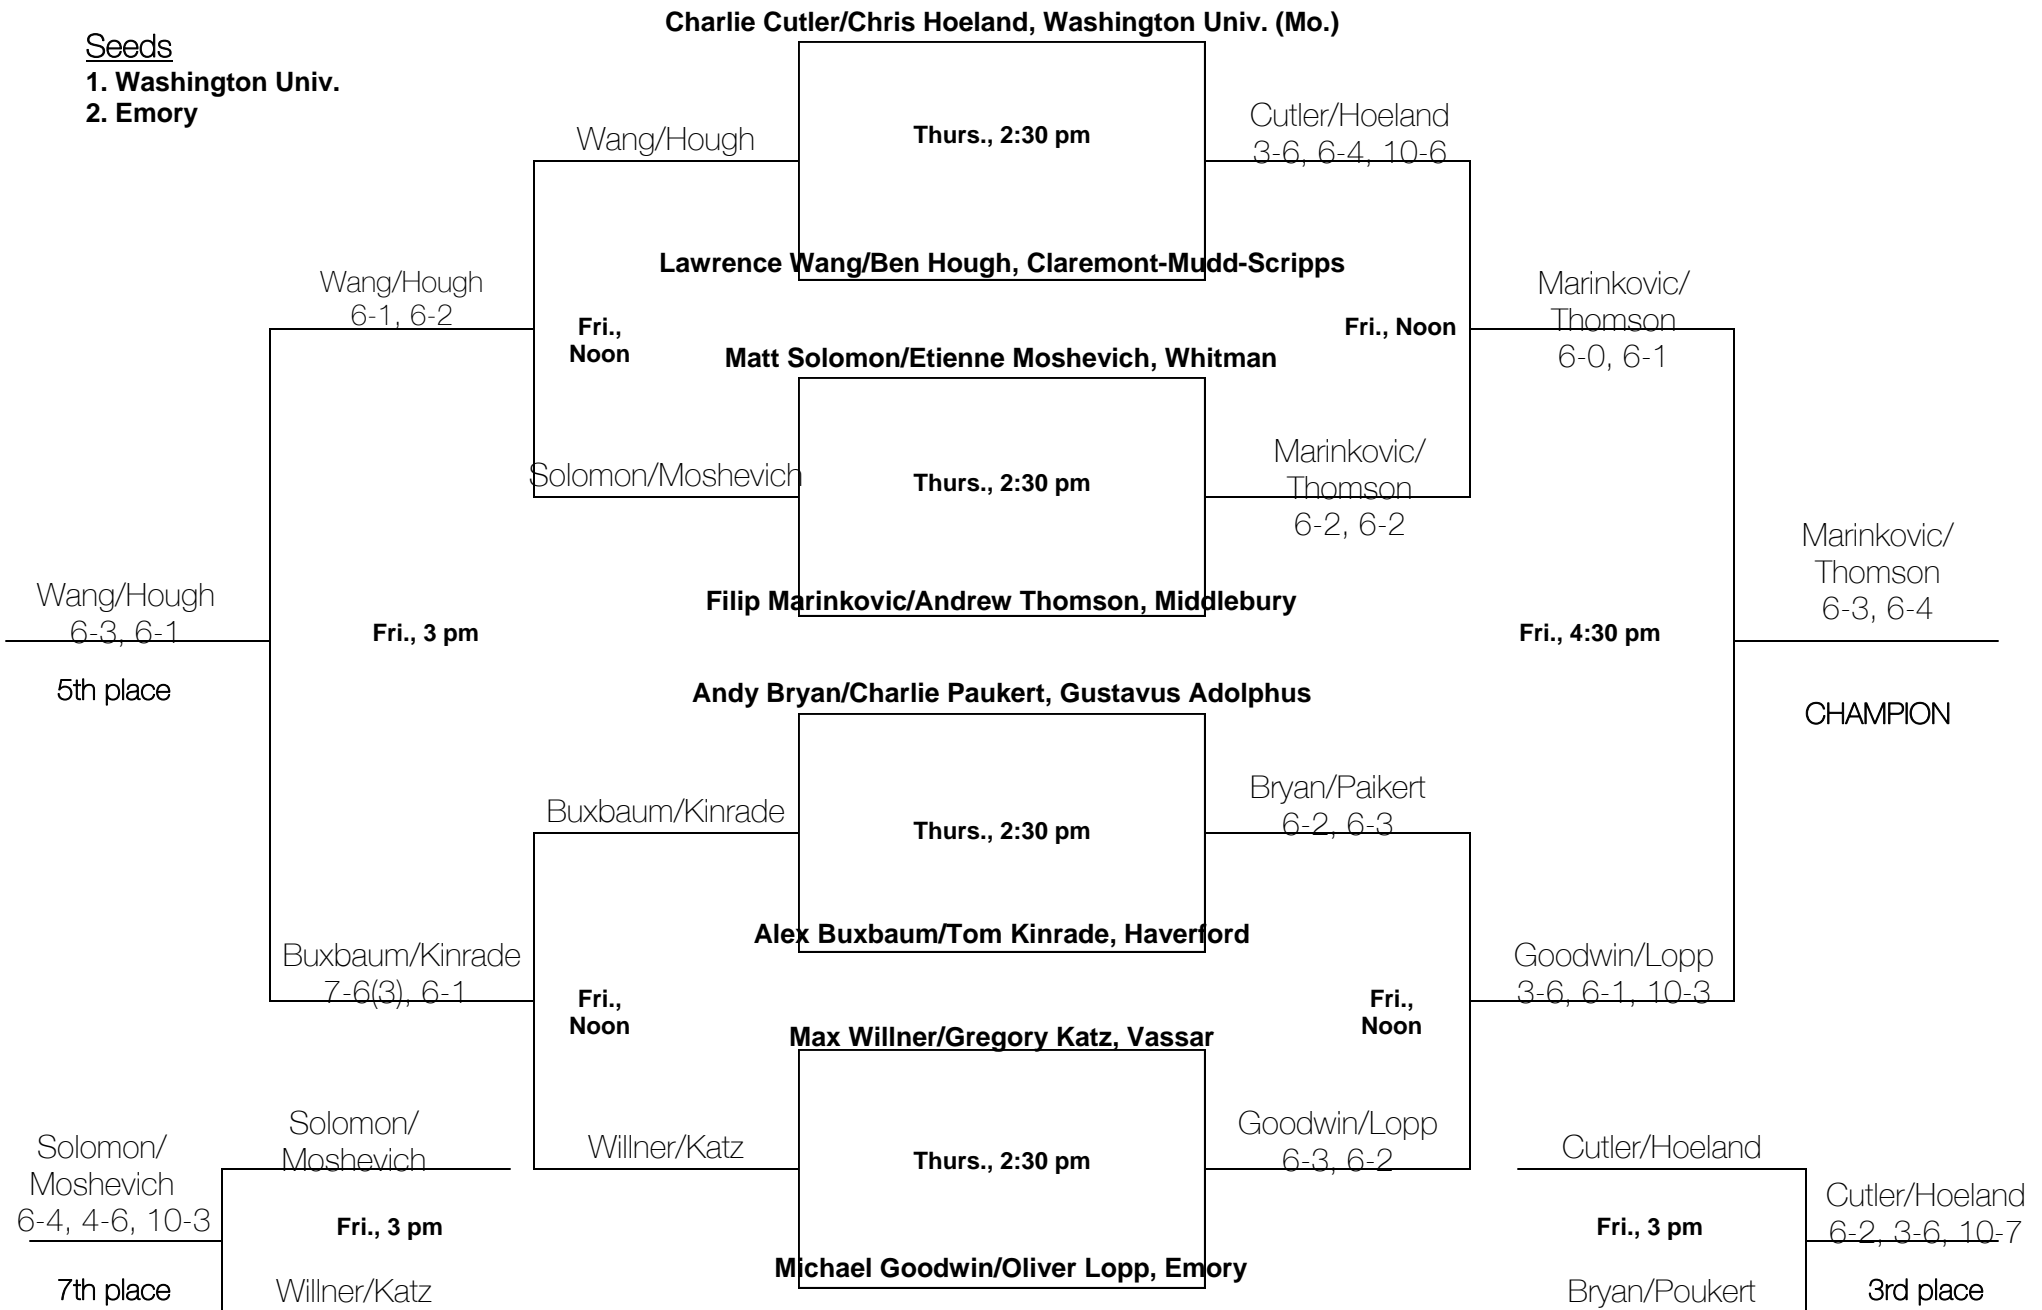 Charlie Cutler/Chris Hoeland, Washington Univ. (Mo.)
Seeds
1. Washington Univ.
2. Emory
Wang/Hough
Thurs., 2:30 pm
Cutler/Hoeland
3-6, 6-4, 10-6
Lawrence Wang/Ben Hough, Claremont-Mudd-Scripps
Wang/Hough
6-1, 6-2
Marinkovic/
Thomson
6-0, 6-1
Fri.,
Noon
Fri., Noon
Matt Solomon/Etienne Moshevich, Whitman
Solomon/Moshevich
Thurs., 2:30 pm
Marinkovic/
Thomson
6-2, 6-2
Filip Marinkovic/Andrew Thomson, Middlebury
Wang/Hough
6-3, 6-1
5th place
Fri., 3 pm
Fri., 4:30 pm
Marinkovic/
Thomson
6-3, 6-4
CHAMPION
Andy Bryan/Charlie Paukert, Gustavus Adolphus
Buxbaum/Kinrade
Thurs., 2:30 pm
Bryan/Paikert
6-2, 6-3
Alex Buxbaum/Tom Kinrade, Haverford
Buxbaum/Kinrade
7-6(3), 6-1
Goodwin/Lopp
3-6, 6-1, 10-3
Fri.,
Noon
Fri.,
Noon
Max Willner/Gregory Katz, Vassar
Willner/Katz
Thurs., 2:30 pm
Goodwin/Lopp
6-3, 6-2
Michael Goodwin/Oliver Lopp, Emory
Solomon/
Moshevich
6-4, 4-6, 10-3
7th place
Solomon/
Moshevich
Fri., 3 pm
Willner/Katz
Cutler/Hoeland
Fri., 3 pm
Bryan/Poukert
Cutler/Hoeland
6-2, 3-6, 10-7
3rd place